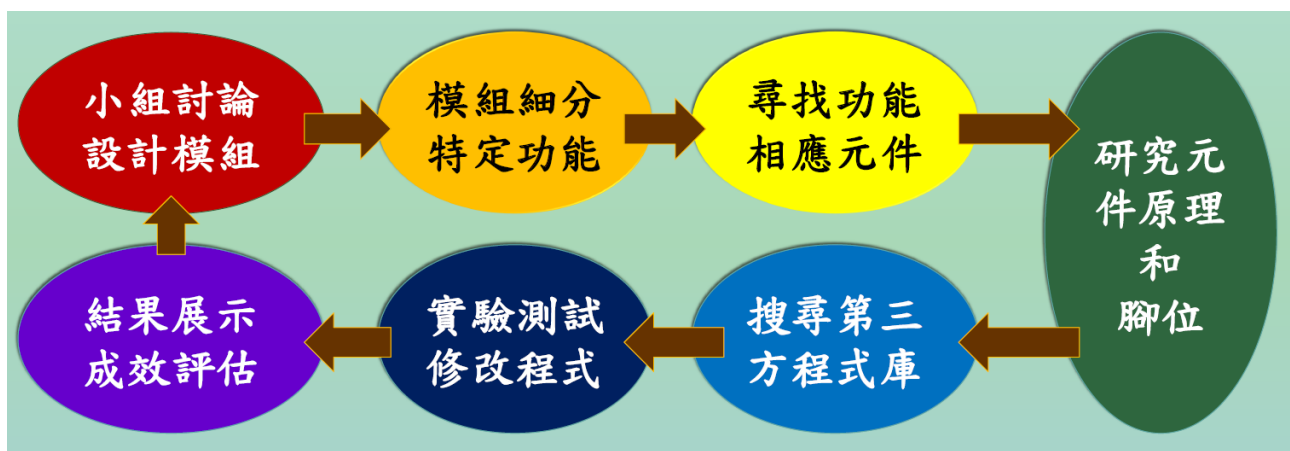 小組討論
設計模組
模組細分
特定功能
尋找功能
相應元件
研究元
件原理
和
腳位
搜尋第三
方程式庫
實驗測試
修改程式
結果展示
成效評估